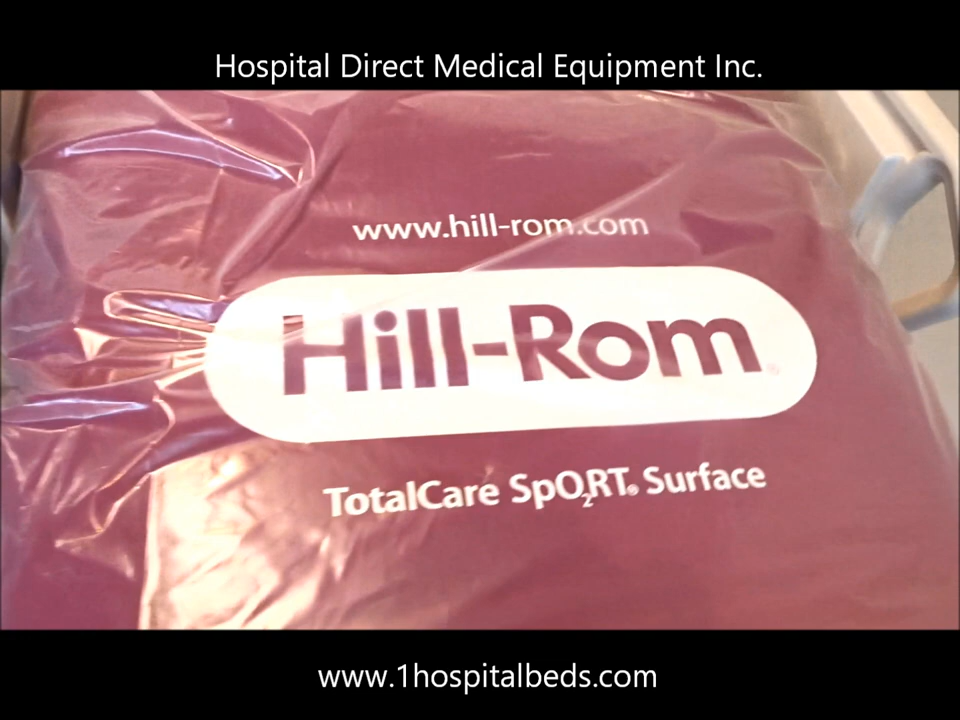 Hospital Direct Medical Equipment Inc.
www.hill-rom.com
Hill-Rom®
TotalCare SpO₂RT® Surface
www.1hospitalbeds.com